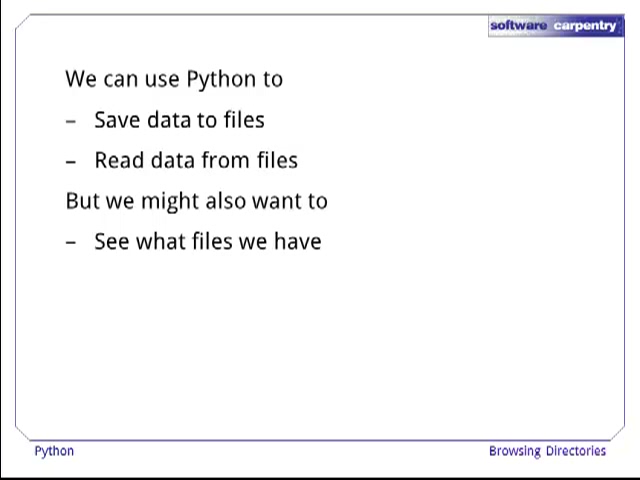 software carpentry
We can use Python to
– Save data to files
– Read data from files
But we might also want to
– See what files we have
Python
Browsing Directories